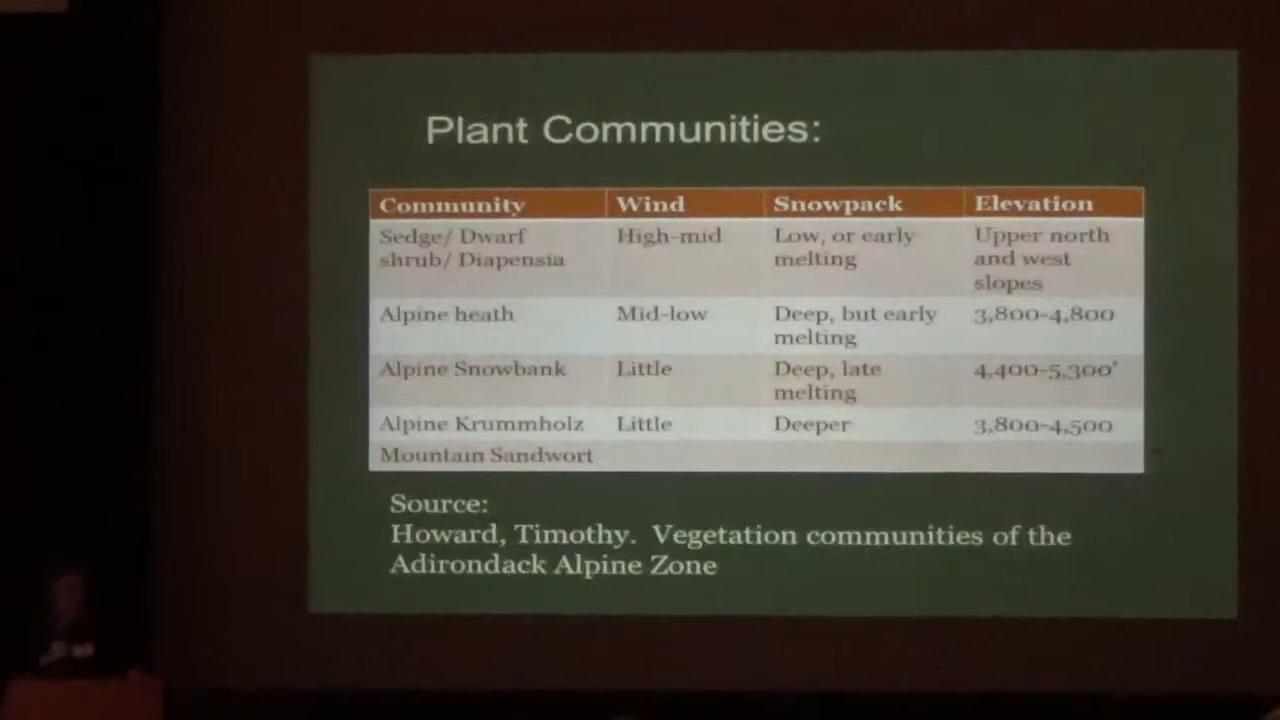 Plant Communities:
Community Wind Snowpack Elevation
Sedge/ Dwarf shrub/ Diapensia High-mid Low, or early melting Upper north and west slopes
Alpine heath Mid-low Deep, but early melting 3,800-4,800
Alpine Snowbank Little Deep, late melting 4,400-5,300'
Alpine Krummholz Little Deeper 3,800-4,500
Mountain Sandwort
Source:
Howard, Timothy. Vegetation communities of the
Adirondack Alpine Zone